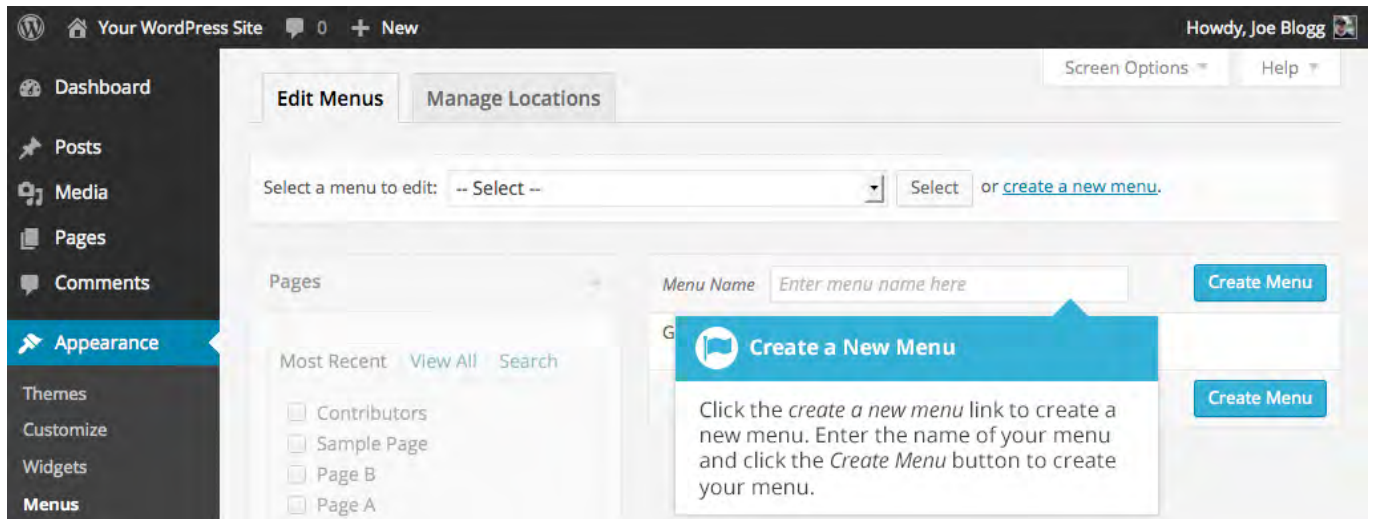 Your WordPress Site 0 + New Howdy, Joe Blogg
Screen Options Help
Dashboard
Edit Menus Manage Locations
Posts
Media
Select a menu to edit: -- Select -- Select or create a new menu.
Pages
Comments
Pages
Menu Name Enter menu name here Create Menu
G
Create a New Menu
Appearance
Most Recent View All Search
Themes
Create Menu
Contributors
Click the create a new menu link to create a
new menu. Enter the name of your menu
and click the Create Menu button to create
your menu.
Customize
Sample Page
Widgets
Page B
Menus
Page A